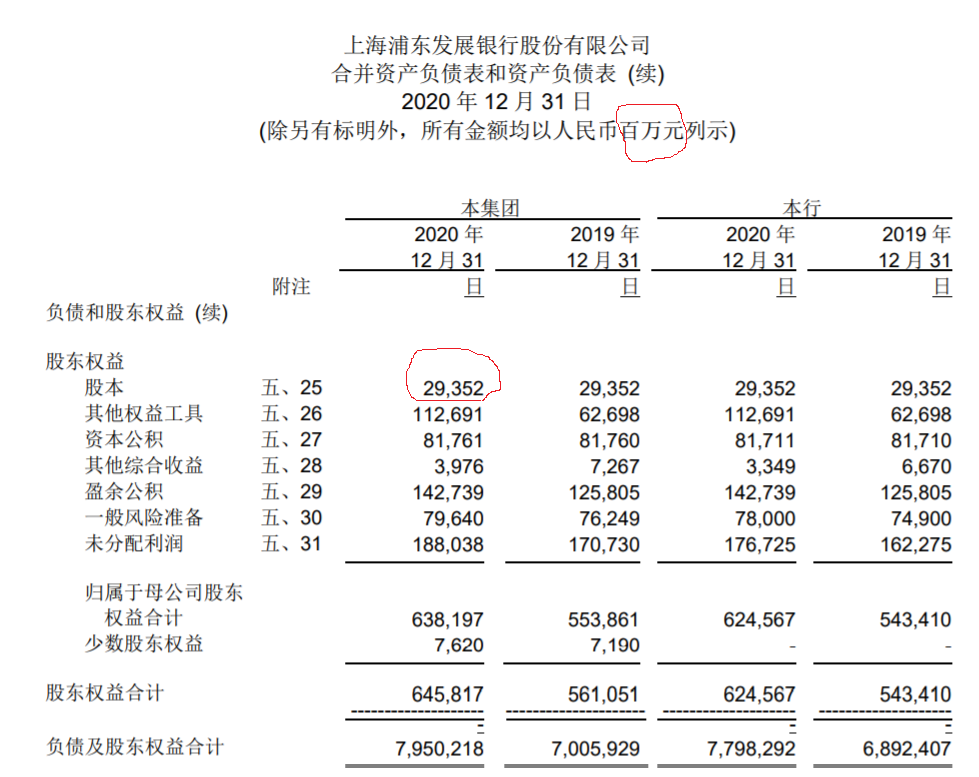 上海浦东发展银行股份有限公司
合并资产负债表和资产负债表 (续)
2020 年 12 月 31 日
(除另有标明外，所有金额均以人民币百万元列示)
本集团 本行
2020 年 2019 年 2020 年 2019 年
12 月 31 12 月 31 12 月 31 12 月 31
附注 日 日 日 日
负债和股东权益 (续)
股东权益
股本 五、25 29,352 29,352 29,352 29,352
其他权益工具 五、26 112,691 62,698 112,691 62,698
资本公积 五、27 81,761 81,760 81,711 81,710
其他综合收益 五、28 3,976 7,267 3,349 6,670
盈余公积 五、29 142,739 125,805 142,739 125,805
一般风险准备 五、30 79,640 76,249 78,000 74,900
未分配利润 五、31 188,038 170,730 176,725 162,275
归属于母公司股东
权益合计 638,197 553,861 624,567 543,410
少数股东权益 7,620 7,190 - -
股东权益合计 645,817 561,051 624,567 543,410
负债及股东权益合计 7,950,218 7,005,929 7,798,292 6,892,407